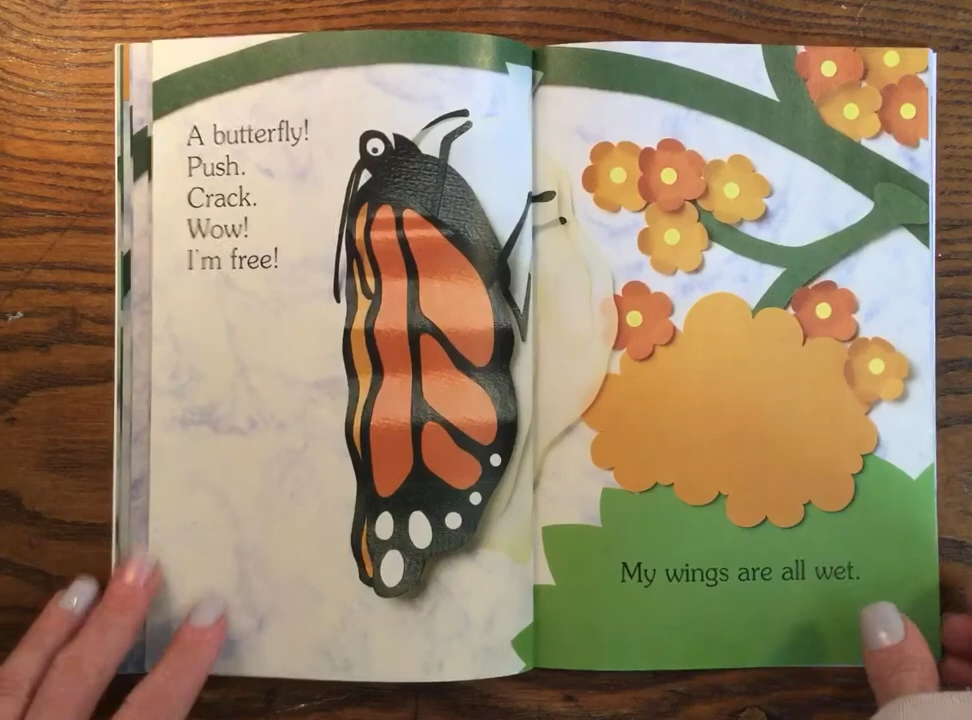 A butterfly!
Push.
Crack.
Wow!
I'm free!
My wings are all wet.